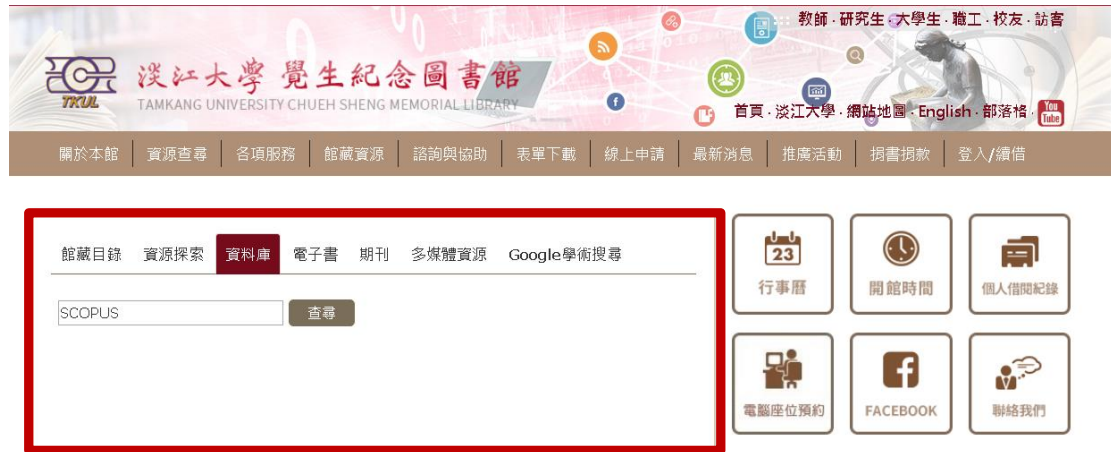 教師 · 研究生 · 大學生 · 職工 · 校友 · 訪客
淡江大學 覺生紀念圖書館
TKUL
TAMKANG UNIVERSITY CHUEH SHENG MEMORIAL LIBRARY
首頁 · 淡江大學 · 網站地圖 · English · 部落格 · You Tube
關於本館 | 資源查尋 | 各項服務 | 館藏資源 | 諮詢與協助 | 表單下載 | 線上申請 | 最新消息 | 推廣活動 | 捐書捐款 | 登入/續借
館藏目錄 資源探索 資料庫 電子書 期刊 多媒體資源 Google學術搜尋
SCOPUS 查尋
23
行事曆 開館時間 個人借閱紀錄
電腦座位預約 FACEBOOK 聯絡我們